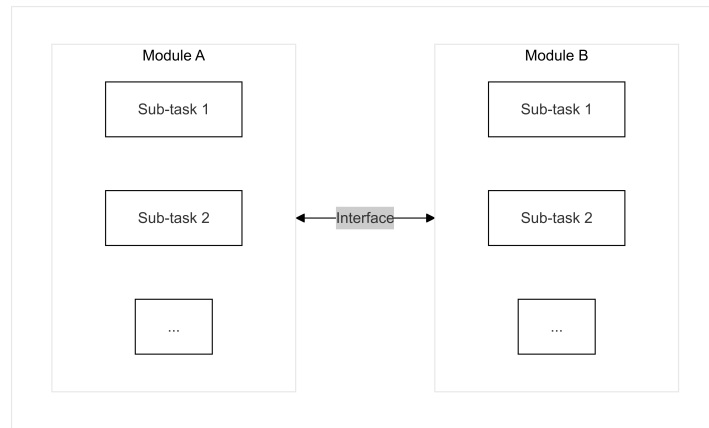 Module A
Sub-task 1
Sub-task 2
...
Interface
Module B
Sub-task 1
Sub-task 2
...